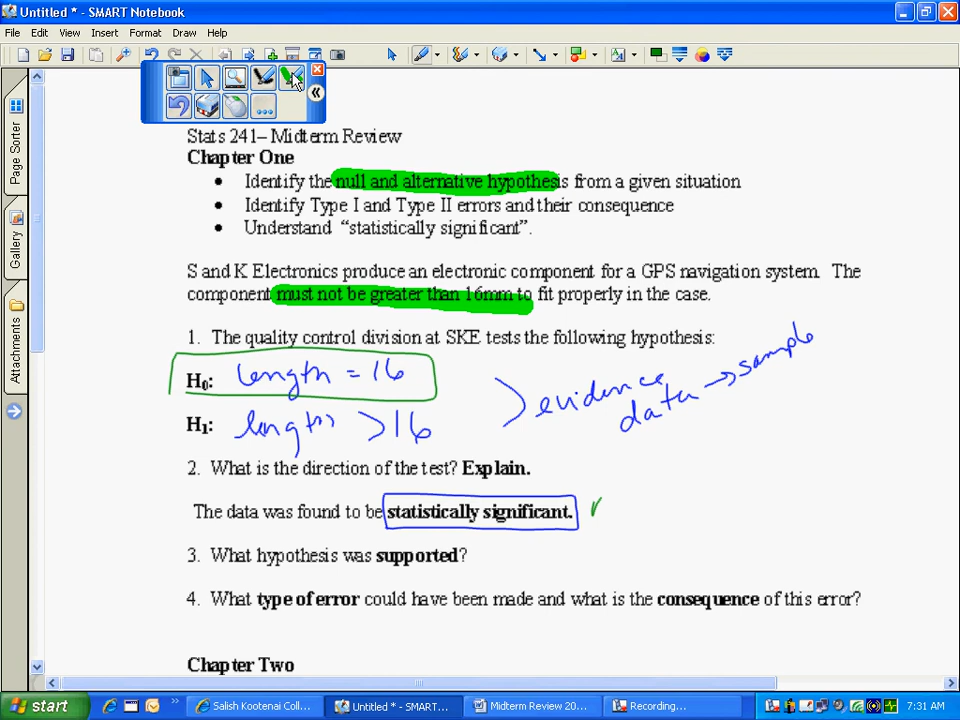 Untitled * - SMART Notebook
File Edit View Insert Format Draw Help
Page Sorter
Gallery
Attachments
Stats 241– Midterm Review
Chapter One
• Identify the null and alternative hypothesis from a given situation
• Identify Type I and Type II errors and their consequence
• Understand “statistically significant”.
S and K Electronics produce an electronic component for a GPS navigation system. The
component must not be greater than 16mm to fit properly in the case.
1. The quality control division at SKE tests the following hypothesis:
H0: length = 16
H1: length > 16
evidence
data → sample
2. What is the direction of the test? Explain.
The data was found to be statistically significant.
3. What hypothesis was supported?
4. What type of error could have been made and what is the consequence of this error?
Chapter Two
start
Salish Kootenai Coll...
Untitled * - SMART...
Midterm Review 20...
Recording...
7:31 AM